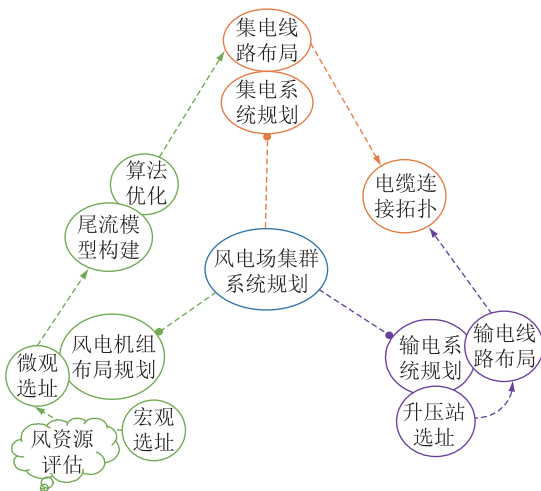 集电线
路布局
集电系
统规划
算法
优化
电缆连
接拓扑
尾流模
型构建
风电场集群
系统规划
风电机组
布局规划
输电系
统规划
输电线
路布局
微观
选址
宏观
选址
升压站
选址
风资源
评估